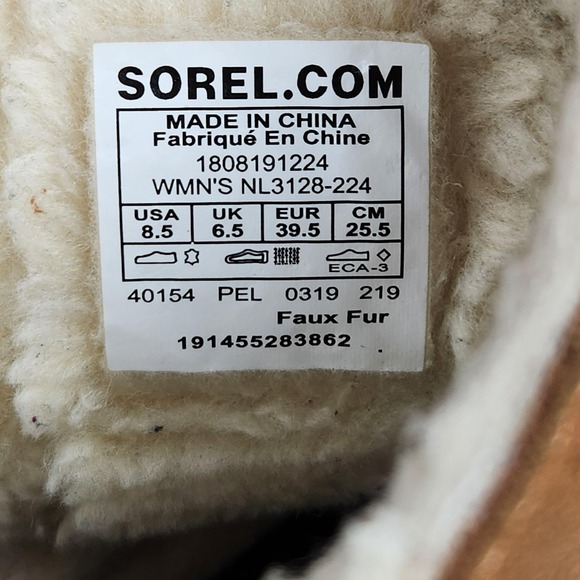 SOREL.COM
MADE IN CHINA
Fabriqué En Chine
1808191224
WMN'S NL3128-224
USA UK EUR CM
8.5 6.5 39.5 25.5
ECA-3
40154 PEL 0319 219
Faux Fur
191455283862